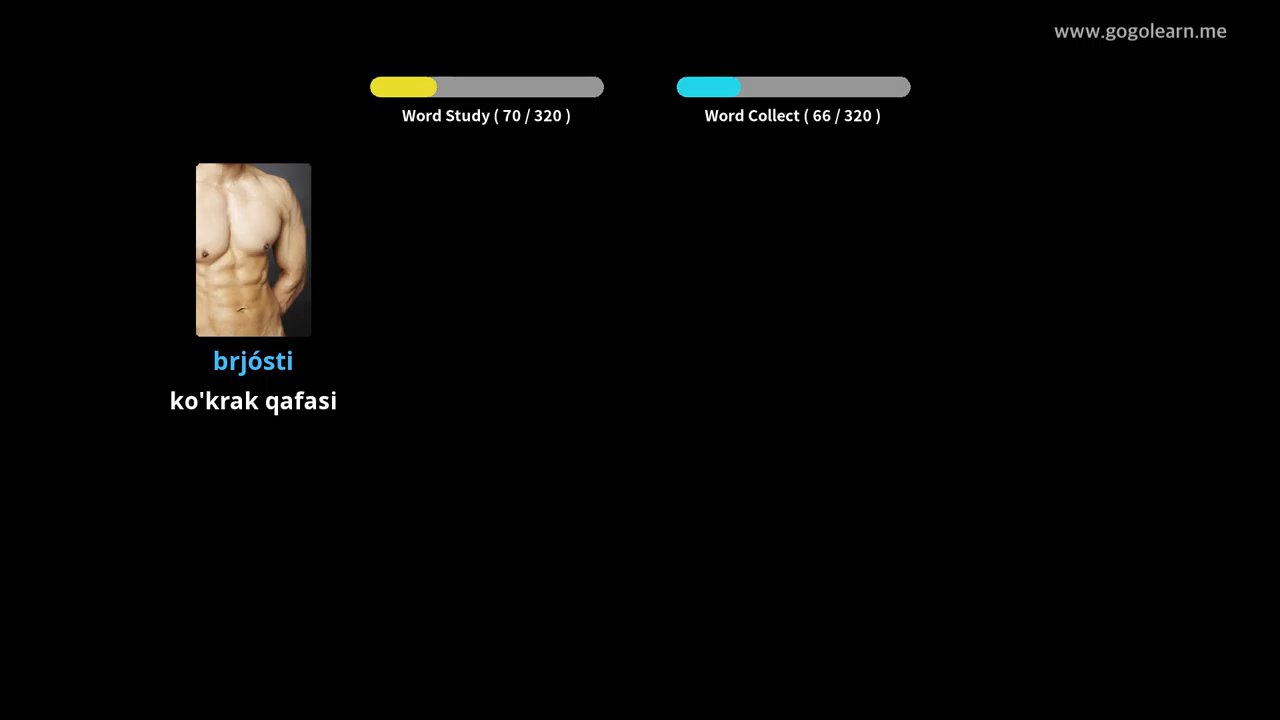 www.gogolearn.me
Word Study ( 70 / 320 )
Word Collect ( 66 / 320 )
brjósti
ko'krak qafasi